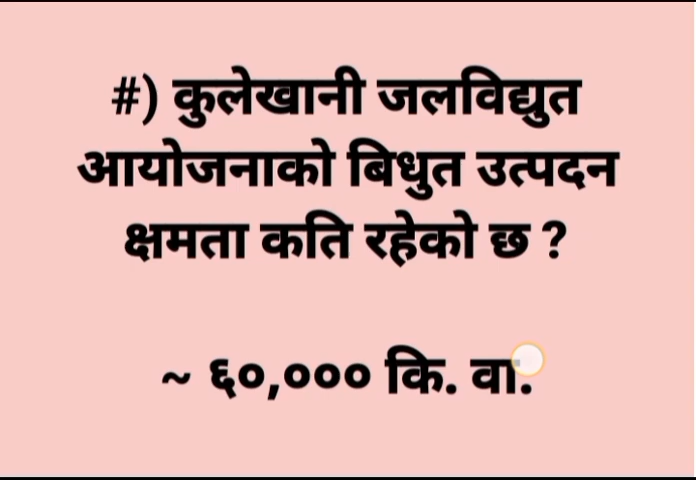 #) कुलेखानी जलविद्युत
आयोजनाको बिधुत उत्पदन
क्षमता कति रहेको छ ?
~ ६०,००० कि. वा.